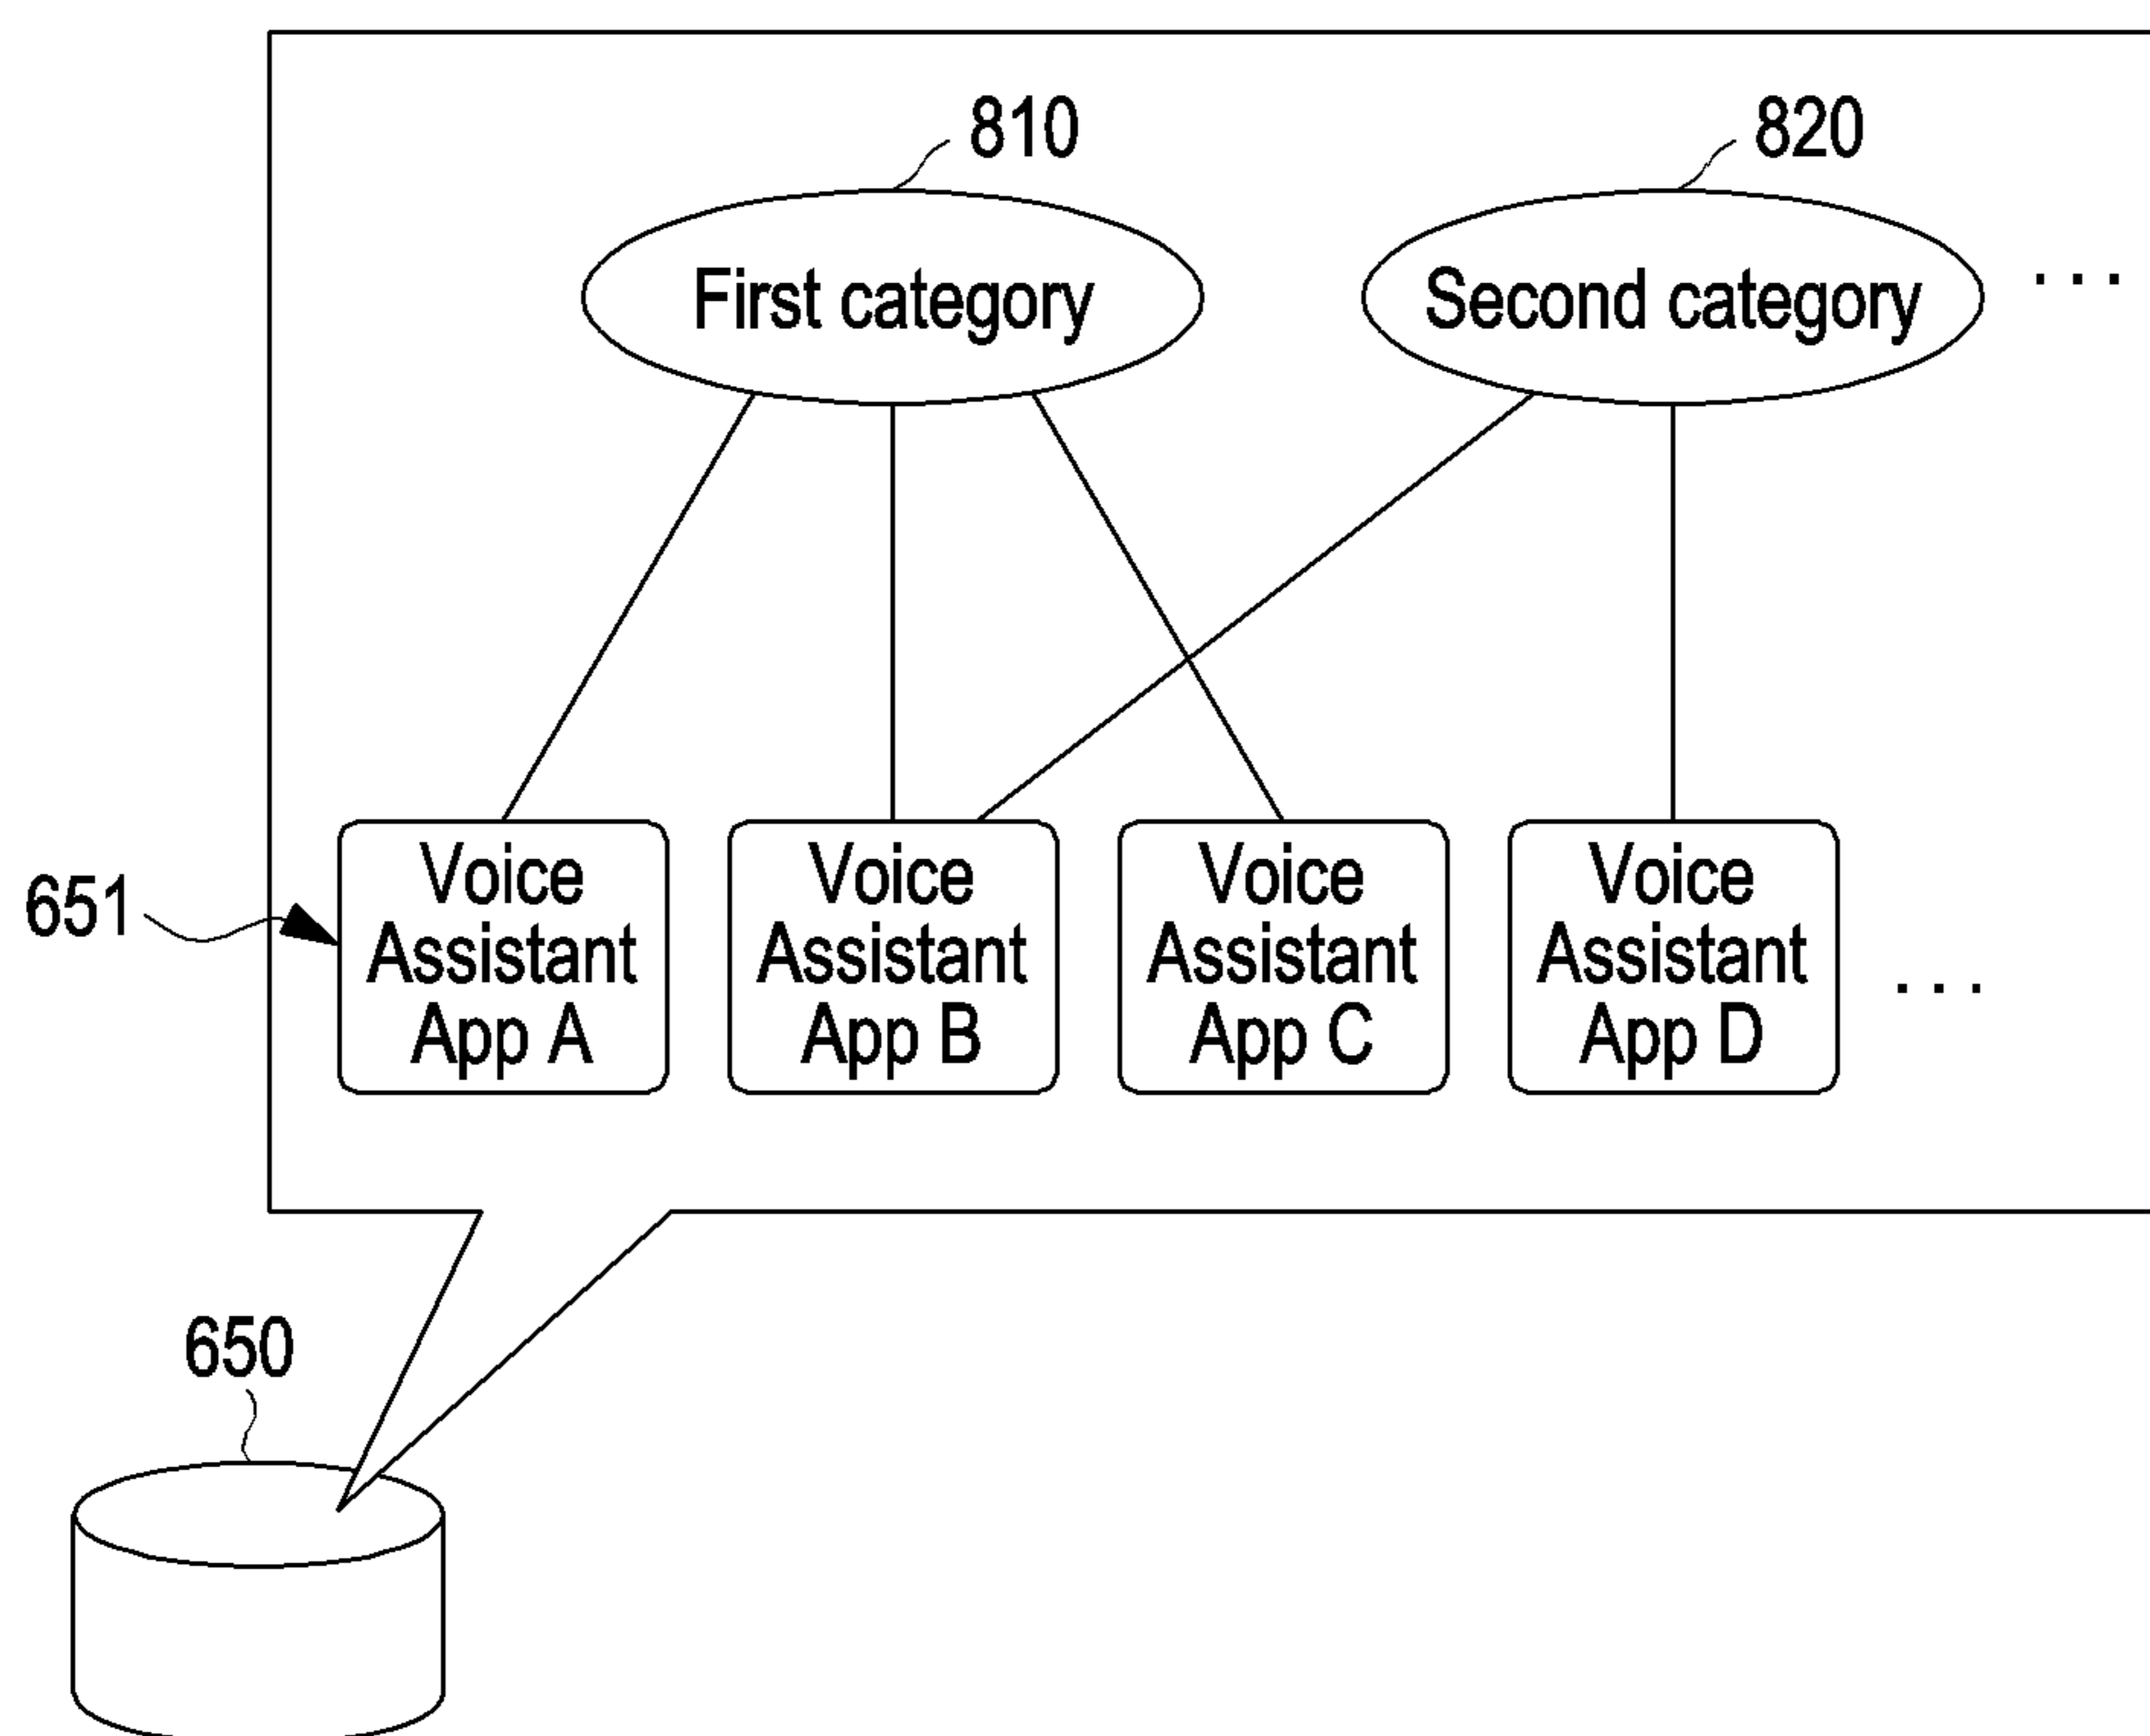 810
820
First category
Second category
...
651
Voice
Assistant
App A
Voice
Assistant
App B
Voice
Assistant
App C
Voice
Assistant
App D
...
650